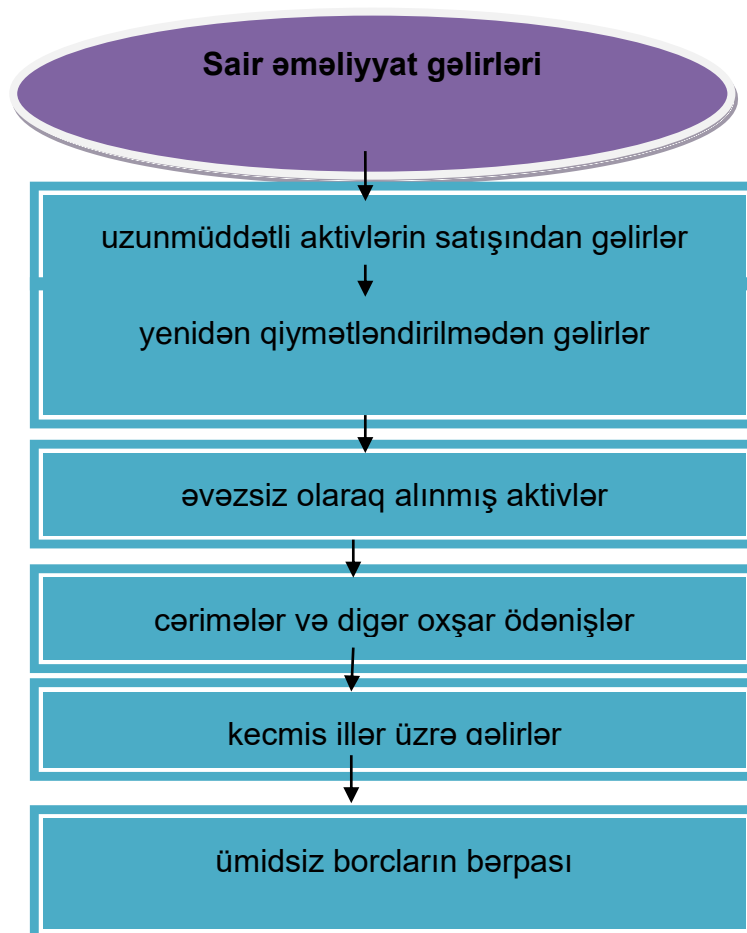 Sair əməliyyat gəlirləri
uzunmüddətli aktivlərin satışından gəlirlər
yenidən qiymətləndirilmədən gəlirlər
əvəzsiz olaraq alınmış aktivlər
cərimələr və digər oxşar ödənişlər
keçmiş illər üzrə gəlirlər
ümidsiz borcların bərpası